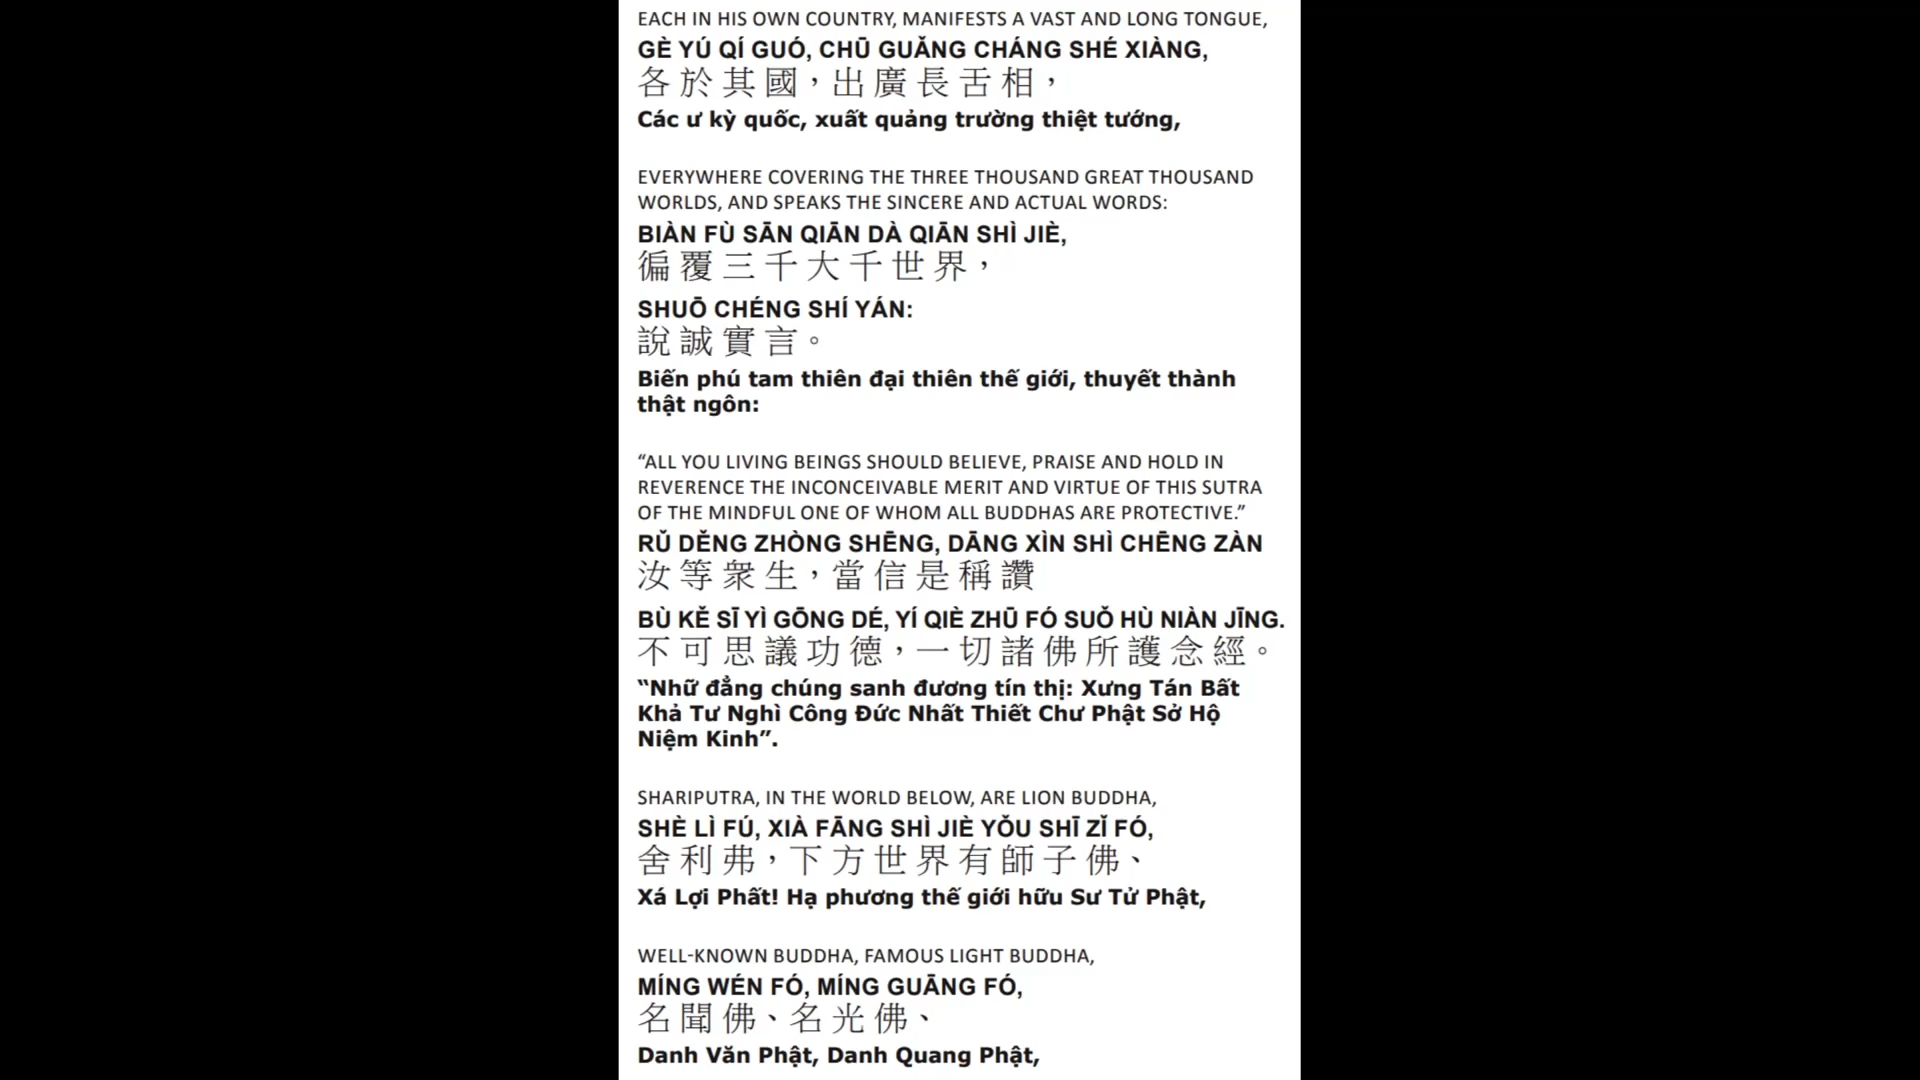 EACH IN HIS OWN COUNTRY, MANIFESTS A VAST AND LONG TONGUE,
GÈ YÚ QÍ GUÓ, CHŪ GUǍNG CHÁNG SHÉ XIÀNG,
各於其國，出廣長舌相，
Các ư kỳ quốc, xuất quảng trường thiệt tướng,
EVERYWHERE COVERING THE THREE THOUSAND GREAT THOUSAND
WORLDS, AND SPEAKS THE SINCERE AND ACTUAL WORDS:
BIÀN FÙ SĀN QIĀN DÀ QIĀN SHÌ JIÈ,
徧覆三千大千世界，
SHUŌ CHÉNG SHÍ YÁN:
說誠實言。
Biến phú tam thiên đại thiên thế giới, thuyết thành
thật ngôn:
“ALL YOU LIVING BEINGS SHOULD BELIEVE, PRAISE AND HOLD IN
REVERENCE THE INCONCEIVABLE MERIT AND VIRTUE OF THIS SUTRA
OF THE MINDFUL ONE OF WHOM ALL BUDDHAS ARE PROTECTIVE.”
RǓ DĚNG ZHÒNG SHĒNG, DĀNG XÌN SHÌ CHĒNG ZÀN
汝等衆生，當信是稱讚
BÙ KĚ SĪ YÌ GŌNG DÉ, YÍ QIÈ ZHŪ FÓ SUǑ HÙ NIÀN JĪNG.
不可思議功德，一切諸佛所護念經。
“Nhữ đẳng chúng sanh đương tín thị: Xưng Tán Bất
Khả Tư Nghì Công Đức Nhất Thiết Chư Phật Sở Hộ
Niệm Kinh”.
SHARIPUTRA, IN THE WORLD BELOW, ARE LION BUDDHA,
SHÈ LÌ FÚ, XIÀ FĀNG SHÌ JIÈ YǑU SHĪ ZǏ FÓ,
舍利弗，下方世界有師子佛、
Xá Lợi Phất! Hạ phương thế giới hữu Sư Tử Phật,
WELL-KNOWN BUDDHA, FAMOUS LIGHT BUDDHA,
MÍNG WÉN FÓ, MÍNG GUĀNG FÓ,
名聞佛、名光佛、
Danh Văn Phật, Danh Quang Phật,